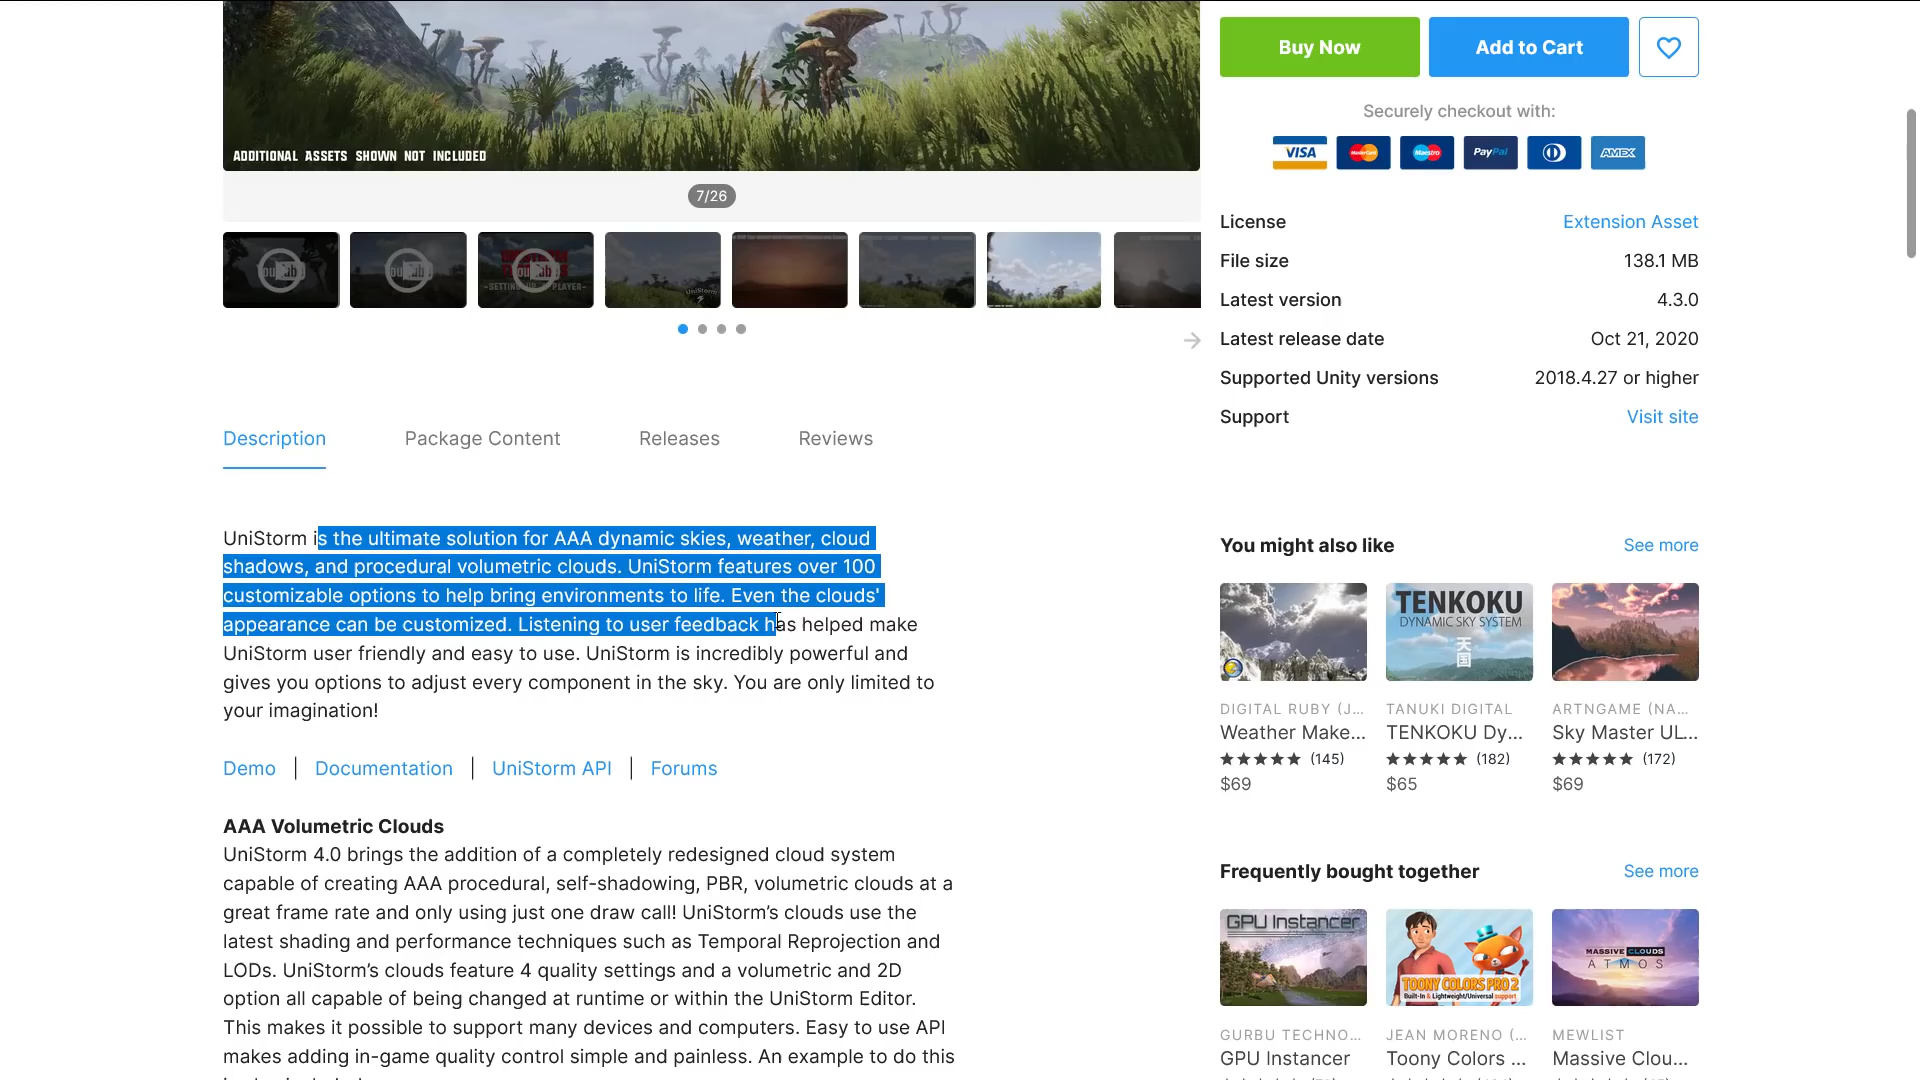 ADDITIONAL ASSETS SHOWN NOT INCLUDED
7/26
Description
Package Content
Releases
Reviews
UniStorm is the ultimate solution for AAA dynamic skies, weather, cloud
shadows, and procedural volumetric clouds. UniStorm features over 100
customizable options to help bring environments to life. Even the clouds'
appearance can be customized. Listening to user feedback has helped make
UniStorm user friendly and easy to use. UniStorm is incredibly powerful and
gives you options to adjust every component in the sky. You are only limited to
your imagination!
Demo | Documentation | UniStorm API | Forums
AAA Volumetric Clouds
UniStorm 4.0 brings the addition of a completely redesigned cloud system
capable of creating AAA procedural, self-shadowing, PBR, volumetric clouds at a
great frame rate and only using just one draw call! UniStorm’s clouds use the
latest shading and performance techniques such as Temporal Reprojection and
LODs. UniStorm’s clouds feature 4 quality settings and a volumetric and 2D
option all capable of being changed at runtime or within the UniStorm Editor.
This makes it possible to support many devices and computers. Easy to use API
makes adding in-game quality control simple and painless. An example to do this
Buy Now
Add to Cart
Securely checkout with:
VISA
MasterCard
Maestro
PayPal
AMEX
License Extension Asset
File size 138.1 MB
Latest version 4.3.0
Latest release date Oct 21, 2020
Supported Unity versions 2018.4.27 or higher
Support Visit site
You might also like See more
TENKOKU
DYNAMIC SKY SYSTEM
天
国
DIGITAL RUBY (J...
Weather Make...
(145)
$69
TANUKI DIGITAL
TENKOKU Dy...
(182)
$65
ARTNGAME (NA...
Sky Master UL...
(172)
$69
Frequently bought together See more
GPU Instancer
TOONY COLORS PRO 2
Built-In & Lightweight/Universal support
MASSIVE CLOUDS
ATMOS
GURBU TECHNO...
GPU Instancer
JEAN MORENO (...
Toony Colors ...
MEWLIST
Massive Clou...